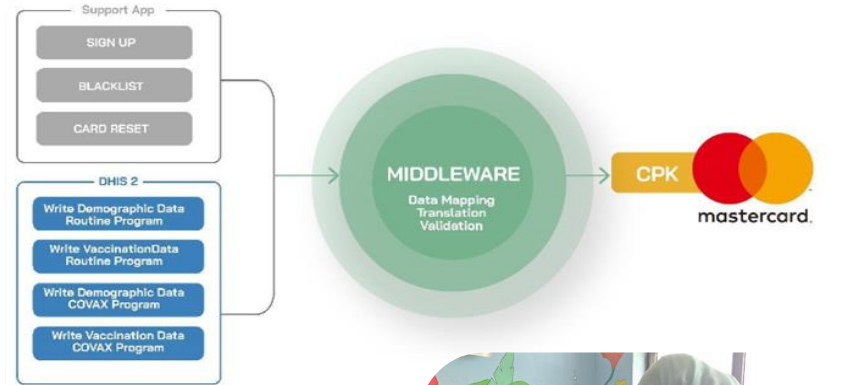 Support App
SIGN UP
BLACKLIST
CARD RESET
DHIS 2
Write Demographic Data
Routine Program
Write VaccinationData
Routine Program
Write Demographic Data
COVAX Program
Write Vaccination Data
COVAX Program
MIDDLEWARE
Data Mapping
Translation
Validation
CPK
mastercard.